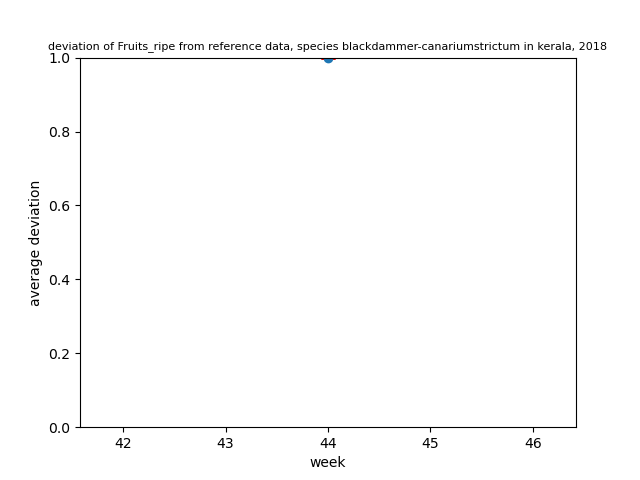 deviation of Fruits_ripe from reference data, species blackdammer-canariumstrictum in kerala, 2018
1.0
0.8
0.6
0.4
0.2
0.0
average deviation
42 43 44 45 46
week